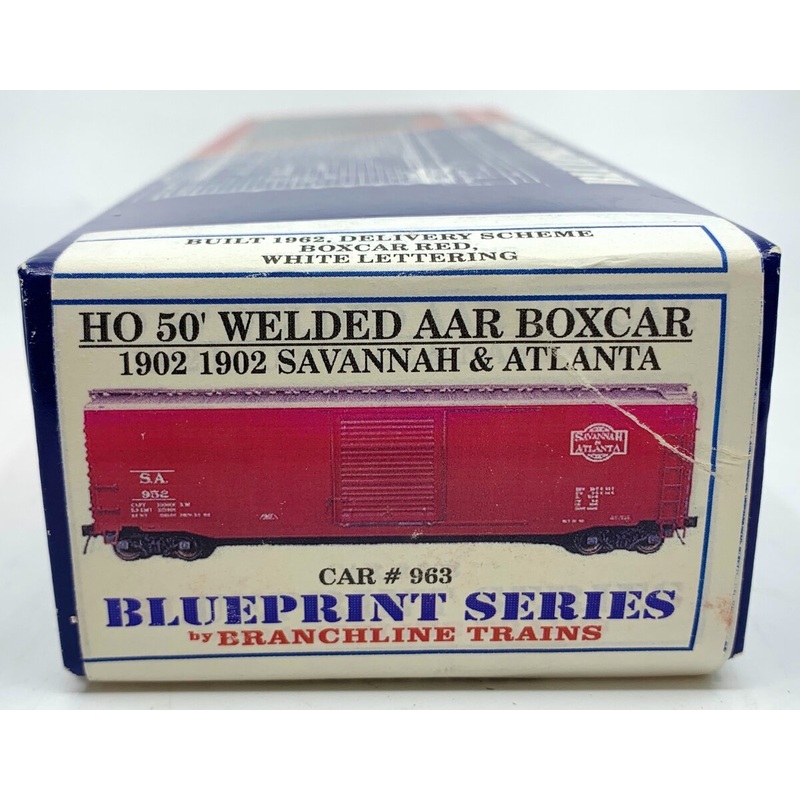 BUILT 1962, DELIVERY SCHEME
BOXCAR RED,
WHITE LETTERING
HO 50' WELDED AAR BOXCAR
1902 1902 SAVANNAH & ATLANTA
SAVANNAH
&
ATLANTA
S.A.
952
CAR # 963
BLUEPRINT SERIES
by BRANCHLINE TRAINS